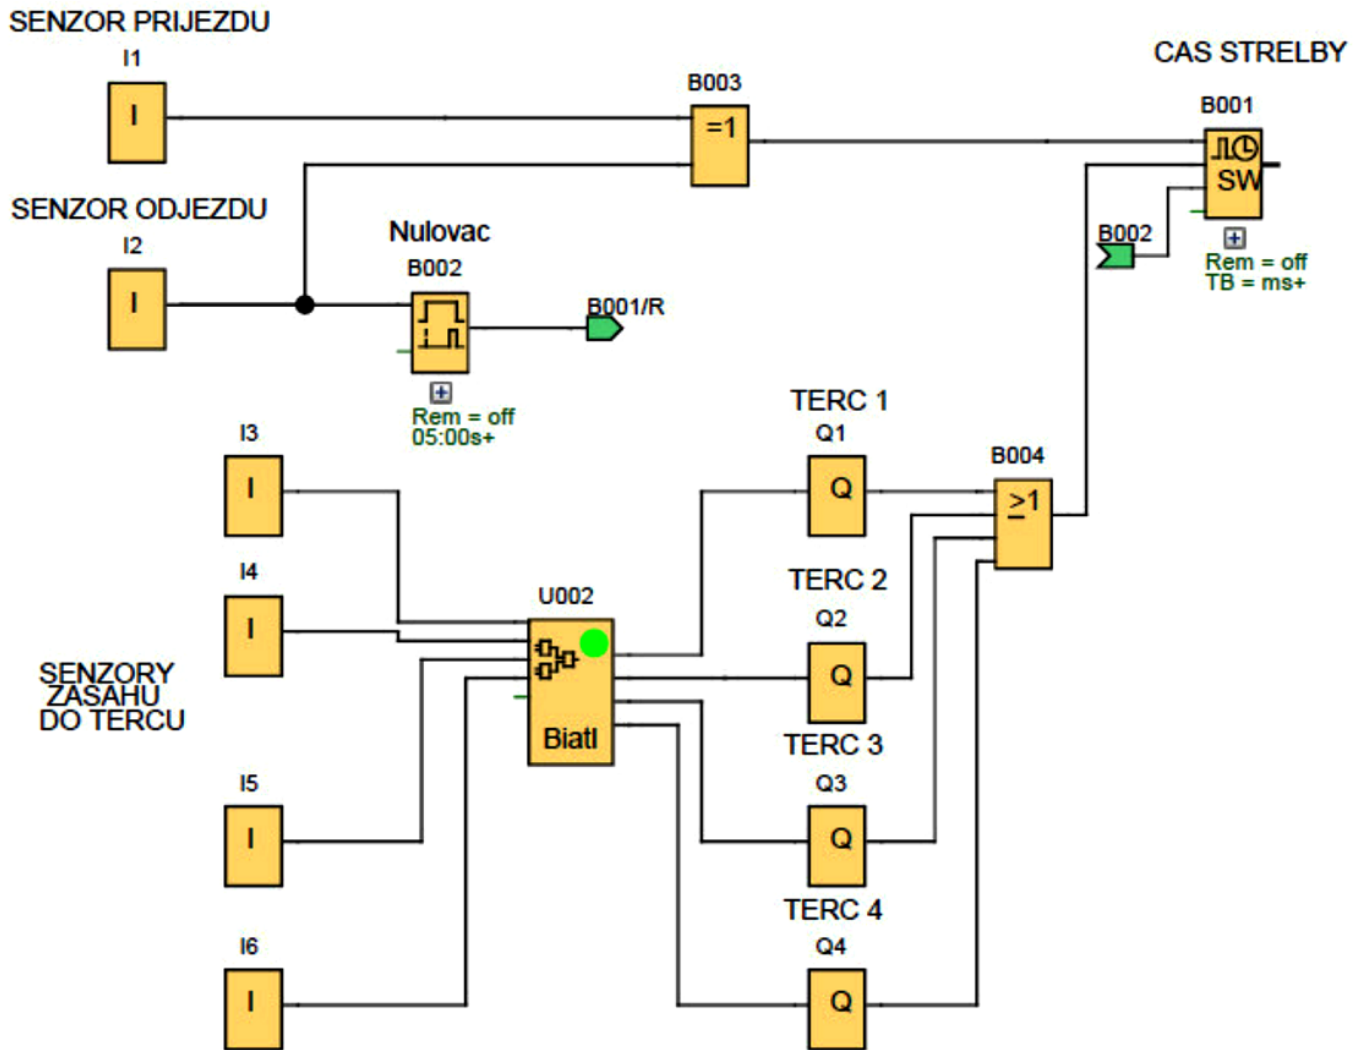 SENZOR PRIJEZDU
I1
I
CAS STRELBY
B003
=1
B001
SW
SENZOR ODJEZDU
I2
I
Nulovac
B002
B001/R
B002
Rem = off
TB = ms+
Rem = off
05:00s+
TERC 1
I3
I
Q1
Q
B004
≥1
I4
I
TERC 2
U002
Q2
Q
SENZORY
ZASAHU
DO TERCU
Biatl
TERC 3
I5
I
Q3
Q
TERC 4
I6
I
Q4
Q